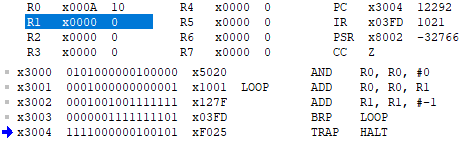 R0 x000A 10 R4 x0000 0 PC x3004 12292
R1 x0000 0 R5 x0000 0 IR x03FD 1021
R2 x0000 0 R6 x0000 0 PSR x8002 -32766
R3 x0000 0 R7 x0000 0 CC Z
x3000 0101000000100000 x5020 AND R0, R0, #0
x3001 0001000000000001 x1001 LOOP ADD R0, R0, R1
x3002 0001001001111111 x127F ADD R1, R1, #-1
x3003 0000001111111101 x03FD BRP LOOP
x3004 1111000000100101 xF025 TRAP HALT